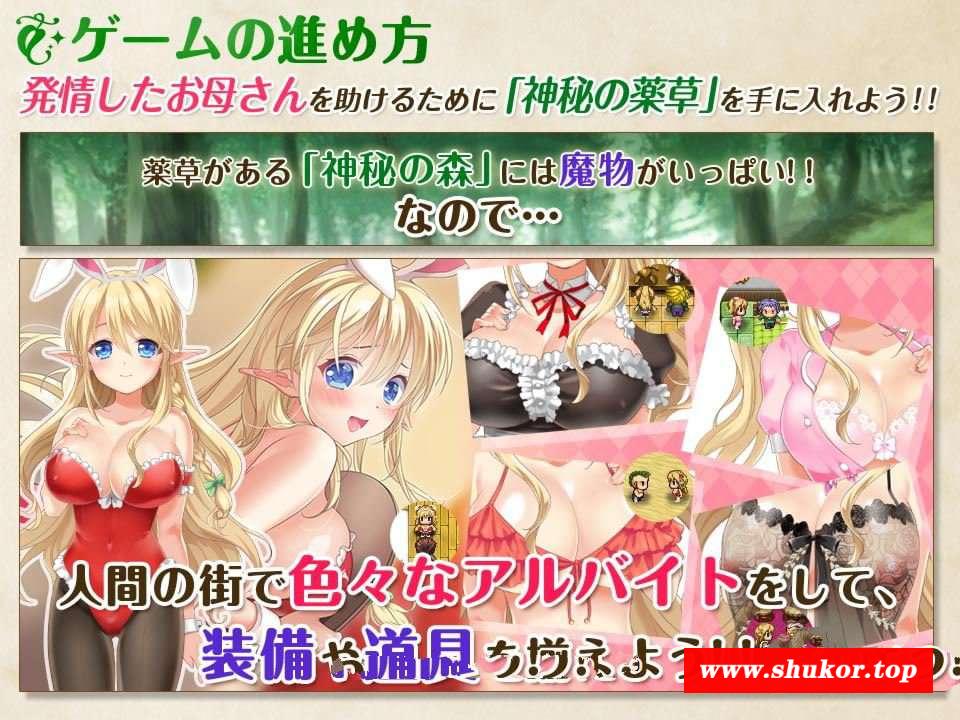 ゲームの進め方
発情したお母さんを助けるために「神秘の薬草」を手に入れよう!!
薬草がある「神秘の森」には魔物がいっぱい!!
なので…
人間の街で色々なアルバイトをして、
装備や道具を揃えよう!!
www.shukor.top